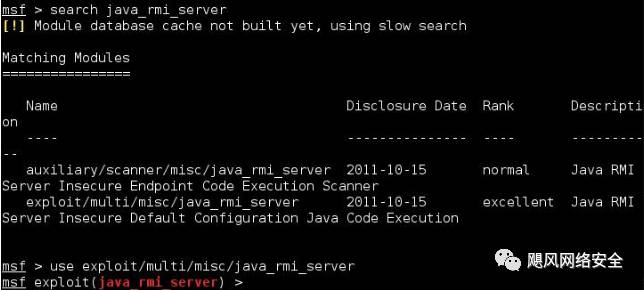 msf > search java_rmi_server
[!] Module database cache not built yet, using slow search
Matching Modules
================
Name Disclosure Date Rank Descripti
on
---- --------------- ---- ---------
--
auxiliary/scanner/misc/java_rmi_server 2011-10-15 normal Java RMI
Server Insecure Endpoint Code Execution Scanner
exploit/multi/misc/java_rmi_server 2011-10-15 excellent Java RMI
Server Insecure Default Configuration Java Code Execution
msf > use exploit/multi/misc/java_rmi_server
msf exploit(java_rmi_server) >
飓风网络安全